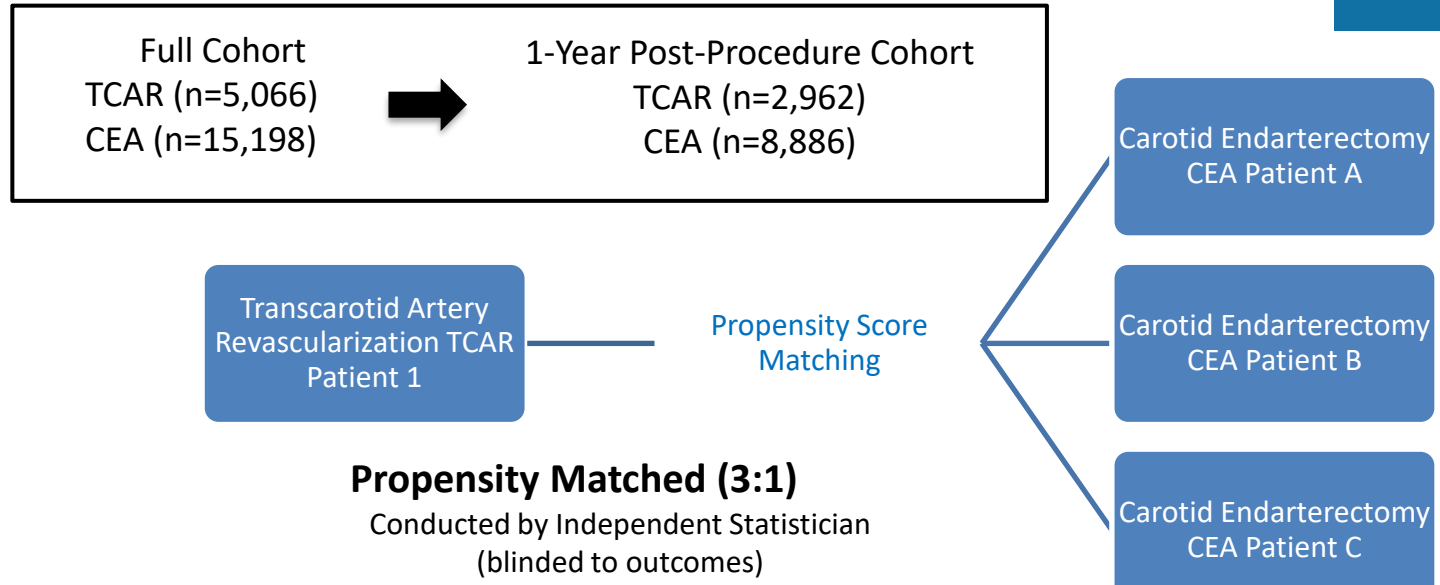 Full Cohort
TCAR (n=5,066)
CEA (n=15,198)
1-Year Post-Procedure Cohort
TCAR (n=2,962)
CEA (n=8,886)
Transcarotid Artery
Revascularization TCAR
Patient 1
Propensity Score
Matching
Carotid Endarterectomy
CEA Patient A
Carotid Endarterectomy
CEA Patient B
Carotid Endarterectomy
CEA Patient C
Propensity Matched (3:1)
Conducted by Independent Statistician
(blinded to outcomes)